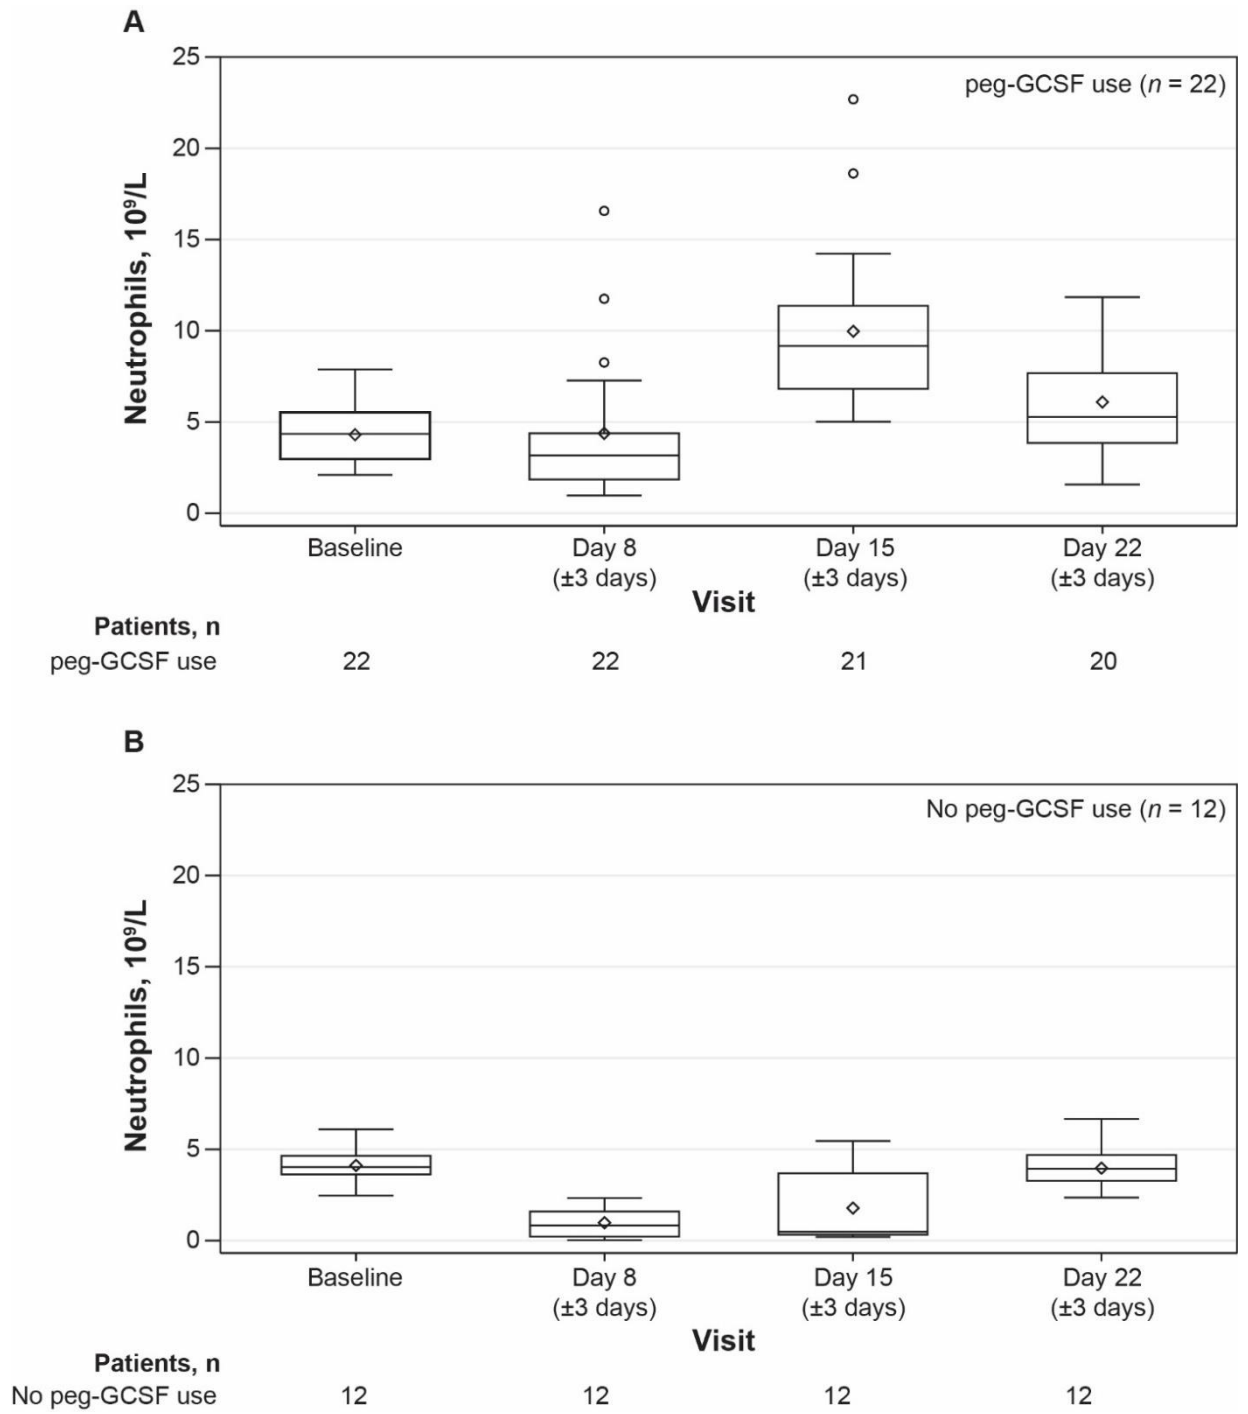 A
peg-GCSF use (n = 22)
Neutrophils, 10⁹/L
25
20
15
10
5
0
Baseline
Day 8
(±3 days)
Day 15
(±3 days)
Day 22
(±3 days)
Visit
Patients, n
peg-GCSF use 22 22 21 20
B
No peg-GCSF use (n = 12)
Neutrophils, 10⁹/L
25
20
15
10
5
0
Baseline
Day 8
(±3 days)
Day 15
(±3 days)
Day 22
(±3 days)
Visit
Patients, n
No peg-GCSF use 12 12 12 12